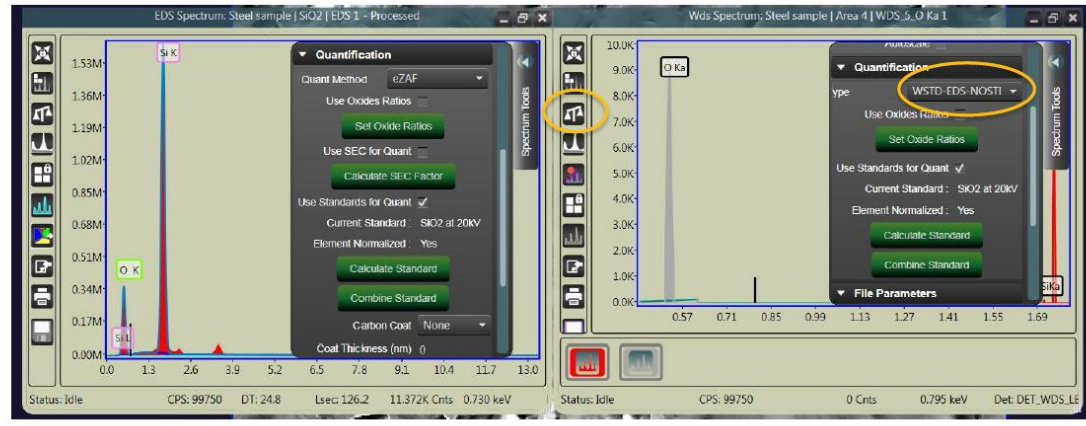 EDS Spectrum: Steel sample | SiO2 | EDS 1 - Processed
1.53M
1.36M
1.19M
1.02M
0.85M
0.68M
0.51M
0.34M
0.17M
0.00M
Si K
O K
Si L
0.0 1.3 2.6 3.9 5.2 6.5 7.8 9.1 10.4 11.7 13.0
Quantification
Quant Method eZAF
Use Oxides Ratios
Set Oxide Ratios
Use SEC for Quant
Calculate SEC Factor
Use Standards for Quant
Current Standard : SiO2 at 20kV
Element Normalized : Yes
Calculate Standard
Combine Standard
Carbon Coat None
Coat Thickness (nm) 0
Spectrum Tools
Status: Idle CPS: 99750 DT: 24.8 Lsec: 126.2 11.372K Cnts 0.730 keV
Wds Spectrum: Steel sample | Area 4 | WDS_5_O Ka 1
10.0K
9.0K
8.0K
7.0K
6.0K
5.0K
4.0K
3.0K
2.0K
1.0K
0.0K
O Ka
SiKa
0.57 0.71 0.85 0.99 1.13 1.27 1.41 1.55 1.69
Autoscale
Quantification
ype WSTD-EDS-NOSTI
Use Oxides Ratios
Set Oxide Ratios
Use Standards for Quant
Current Standard : SiO2 at 20kV
Element Normalized : Yes
Calculate Standard
Combine Standard
File Parameters
Spectrum Tools
Status: Idle CPS: 99750 0 Cnts 0.795 keV Det: DET_WDS_LE